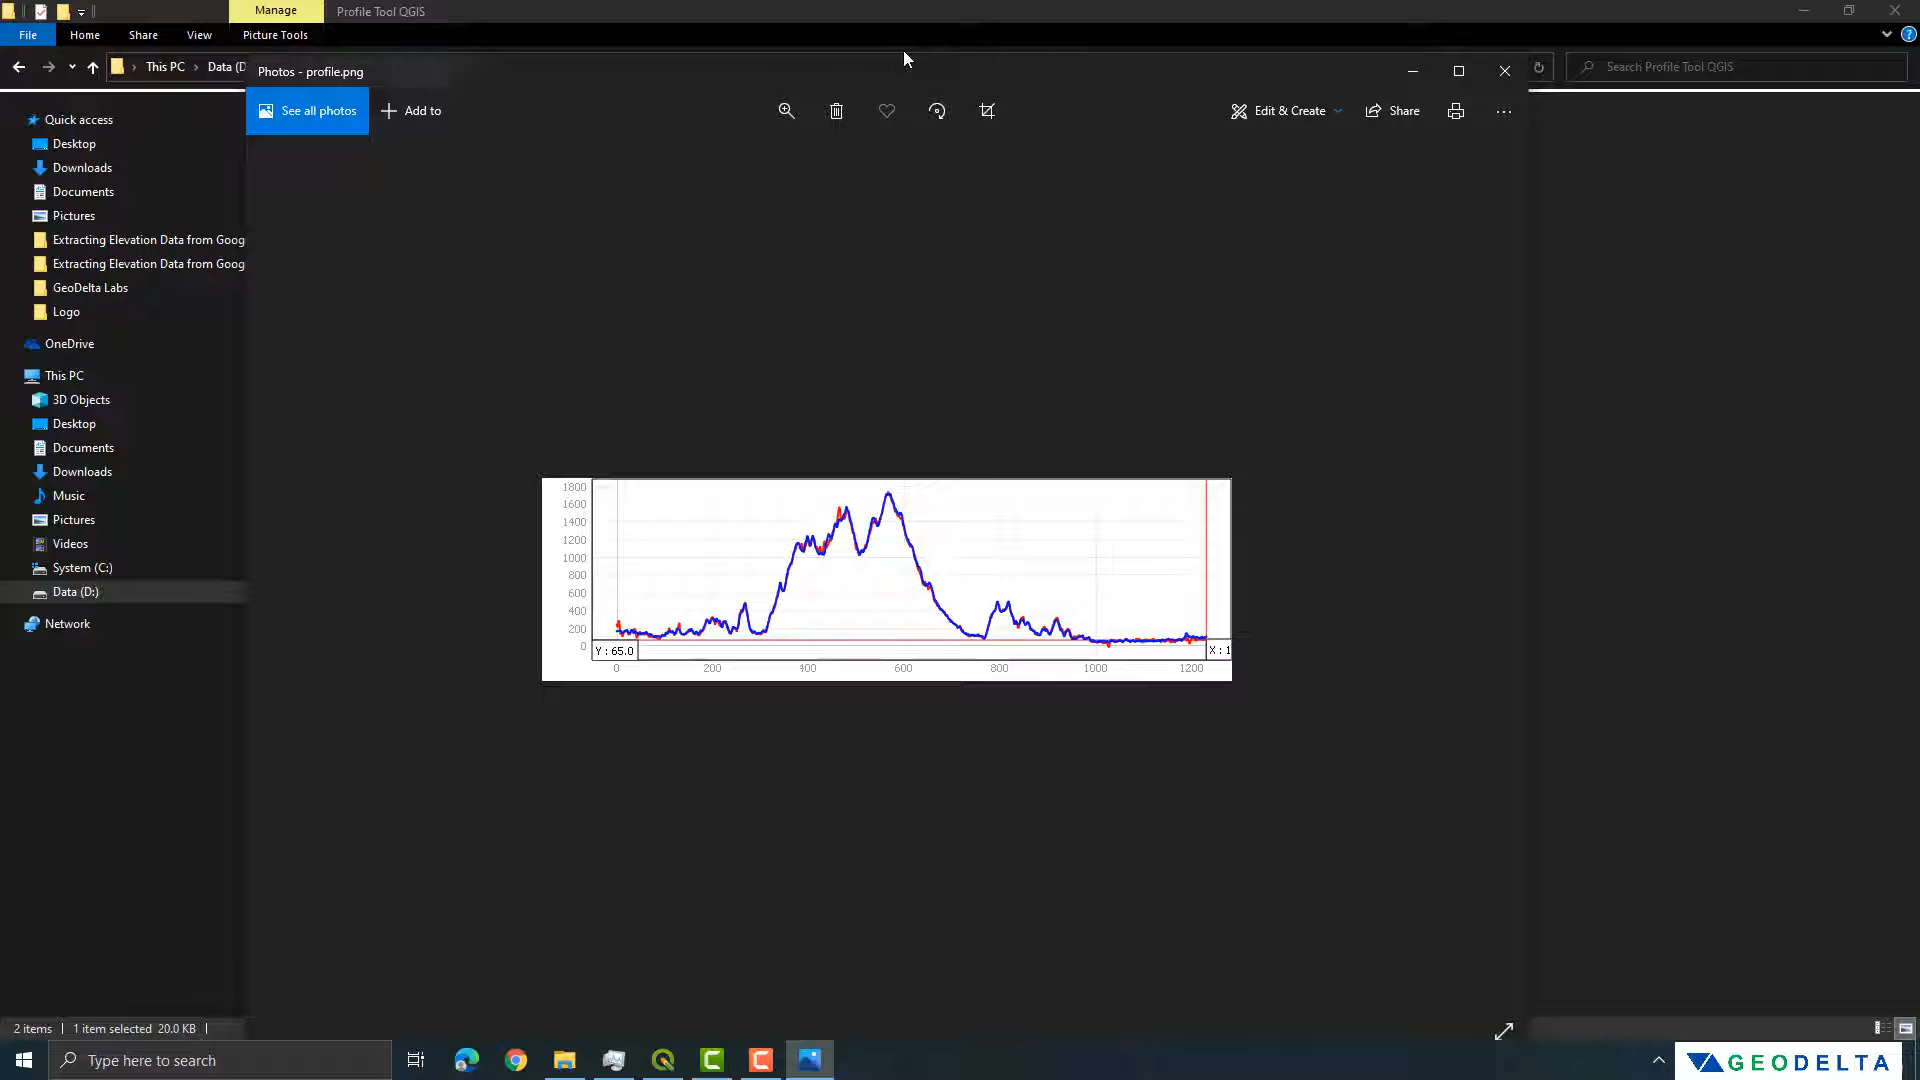 Manage
Profile Tool QGIS
File
Home
Share
View
Picture Tools
This PC
Data (D
Search Profile Tool QGIS
Photos - profile.png
See all photos
Add to
Edit & Create
Share
Quick access
Desktop
Downloads
Documents
Pictures
Extracting Elevation Data from Goog
Extracting Elevation Data from Goog
GeoDelta Labs
Logo
OneDrive
This PC
3D Objects
Desktop
Documents
Downloads
Music
Pictures
Videos
System (C:)
Data (D:)
Network
1800
1600
1400
1200
1000
800
600
400
200
0
Y : 65.0
X : 1
0
200
400
600
800
1000
1200
2 items
1 item selected 20.0 KB
Type here to search
GEODELTA